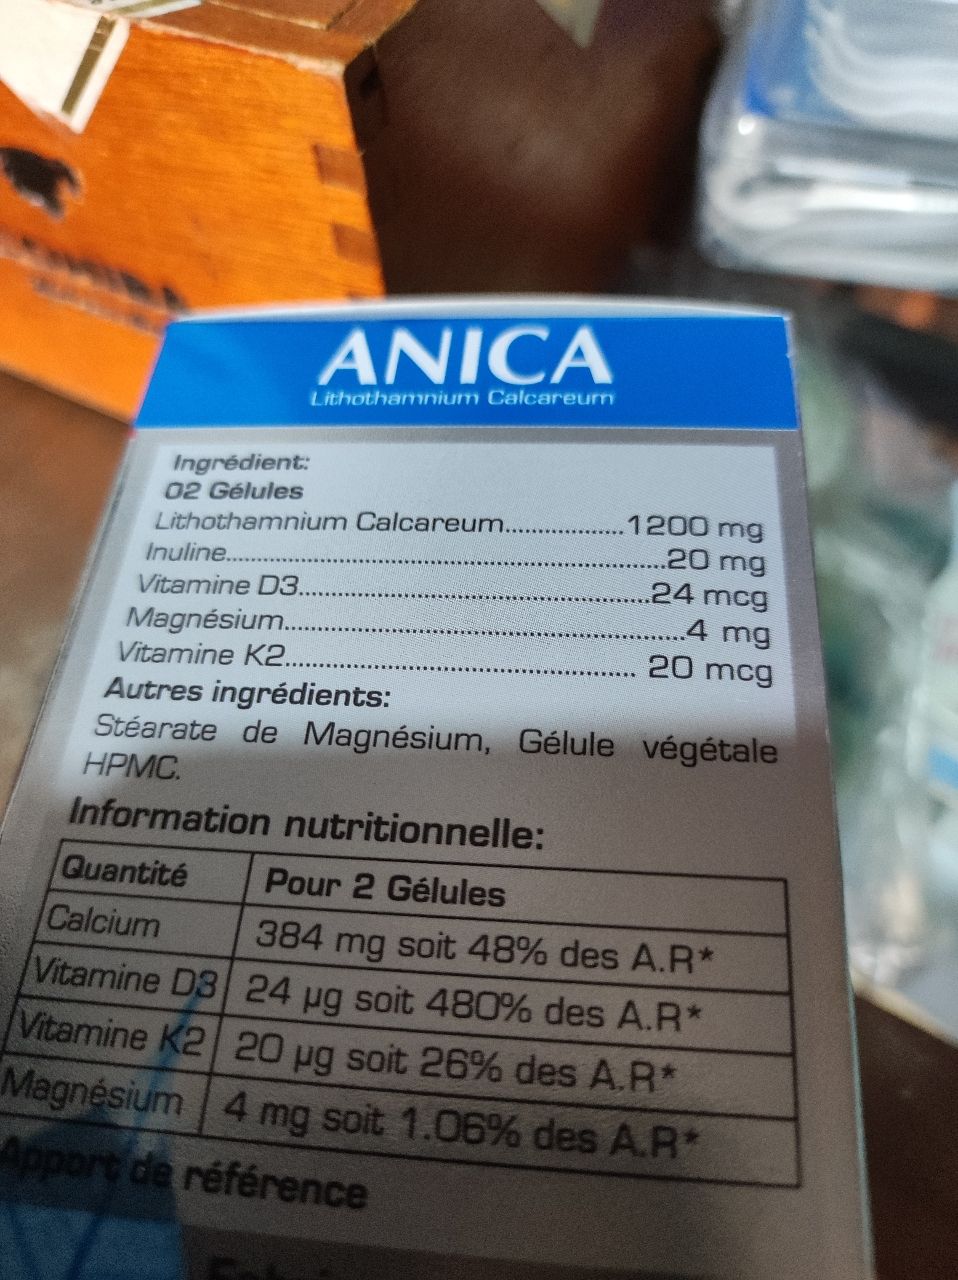 ANICA
Lithothamnium Calcareum
Ingrédient:
02 Gélules
Lithothamnium Calcareum..................1200 mg
Inuline..................................................................20 mg
Vitamine D3.....................................................24 mcg
Magnésium............................................................4 mg
Vitamine K2..................................................... 20 mcg
Autres ingrédients:
Stéarate de Magnésium, Gélule végétale
HPMC.
Information nutritionnelle:
Quantité Pour 2 Gélules
Calcium 384 mg soit 48% des A.R*
Vitamine D3 24 µg soit 480% des A.R*
Vitamine K2 20 µg soit 26% des A.R*
Magnésium 4 mg soit 1.06% des A.R*
Apport de référence